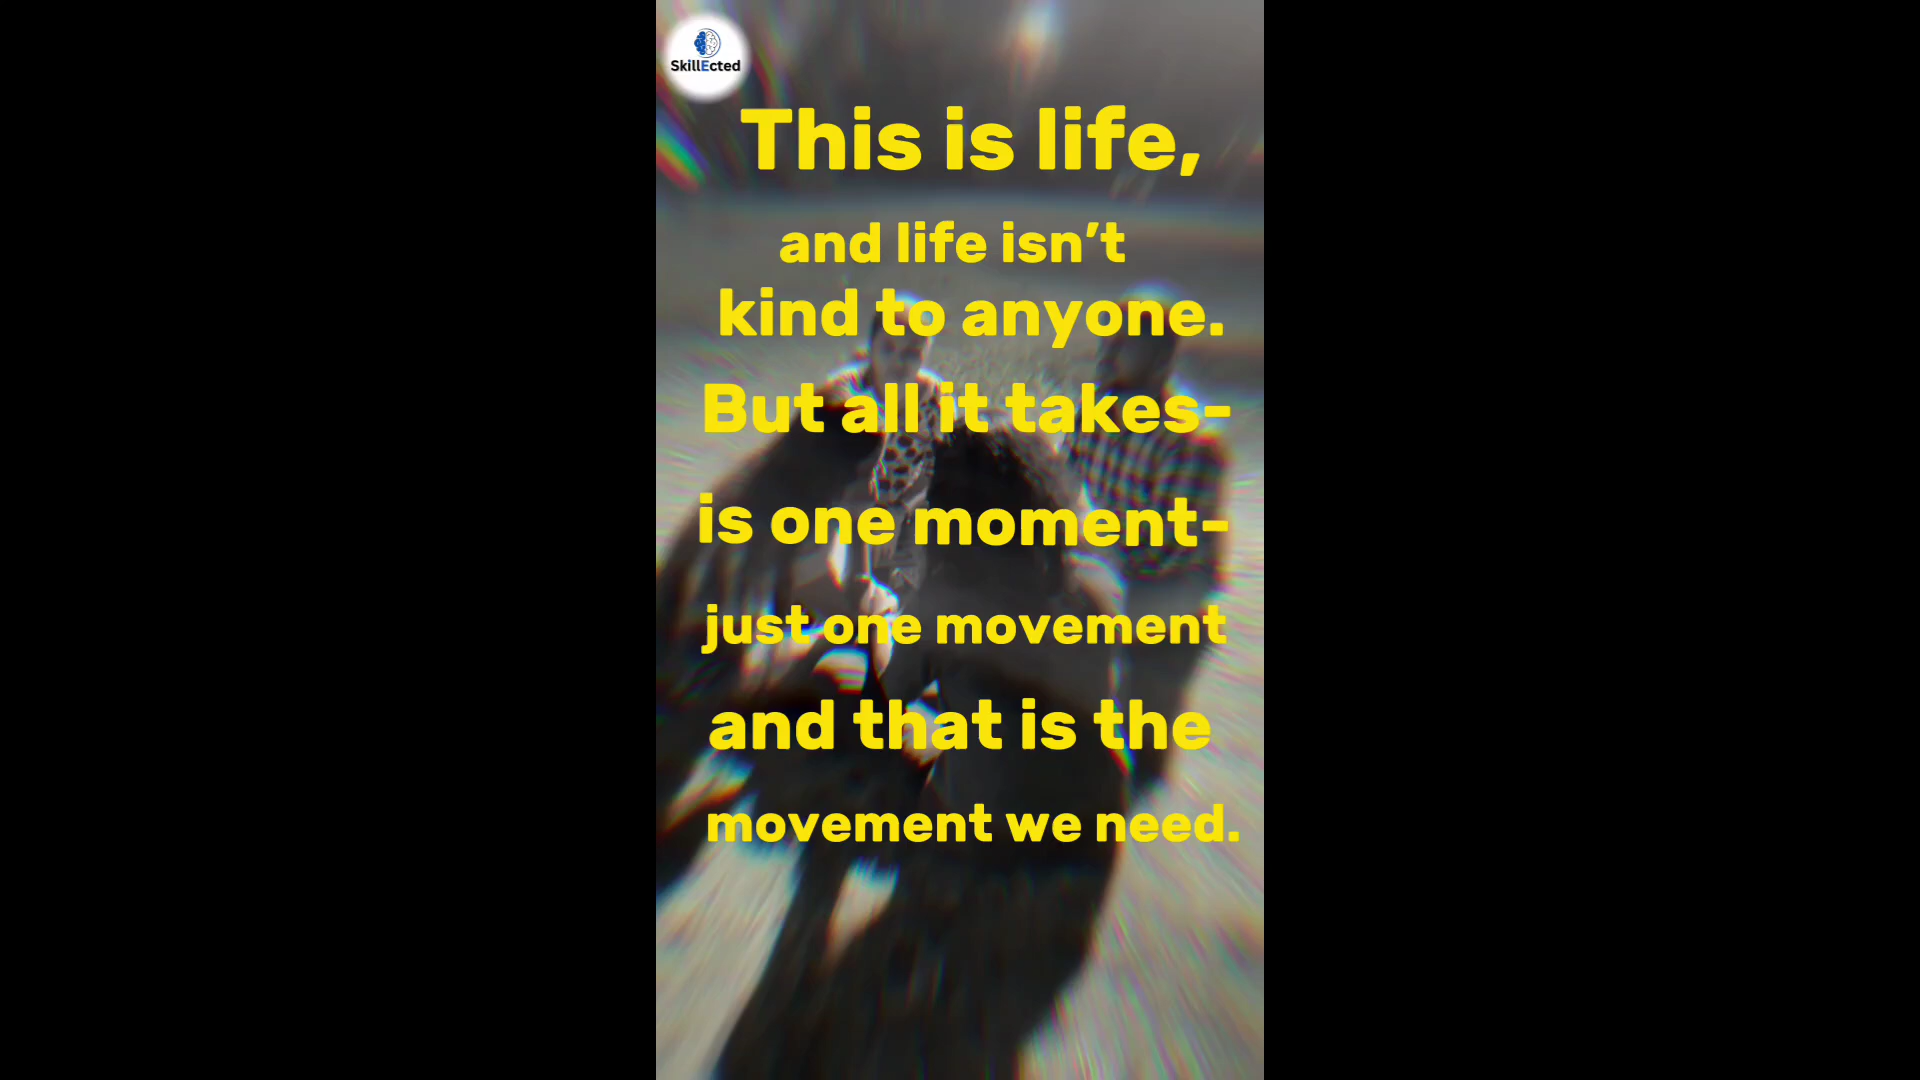 SkillEcted
This is life,
and life isn’t
kind to anyone.
But all it takes-
is one moment-
just one movement
and that is the
movement we need.